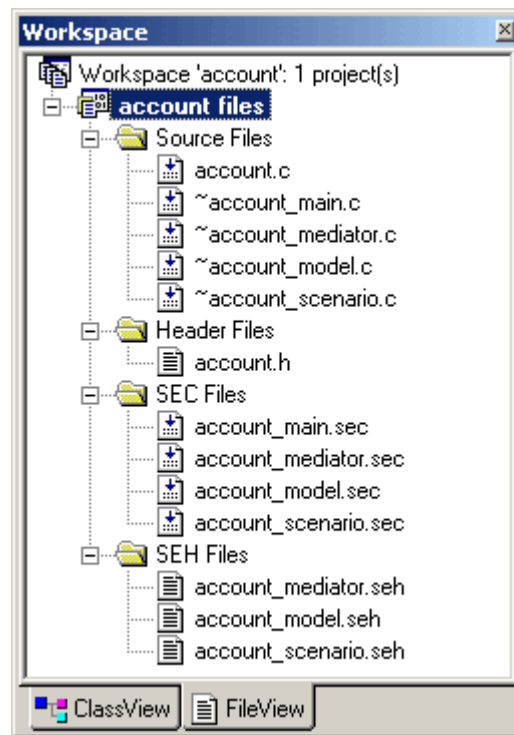 Workspace
Workspace 'account': 1 project(s)
account files
Source Files
account.c
~account_main.c
~account_mediator.c
~account_model.c
~account_scenario.c
Header Files
account.h
SEC Files
account_main.sec
account_mediator.sec
account_model.sec
account_scenario.sec
SEH Files
account_mediator.seh
account_model.seh
account_scenario.seh
ClassView FileView